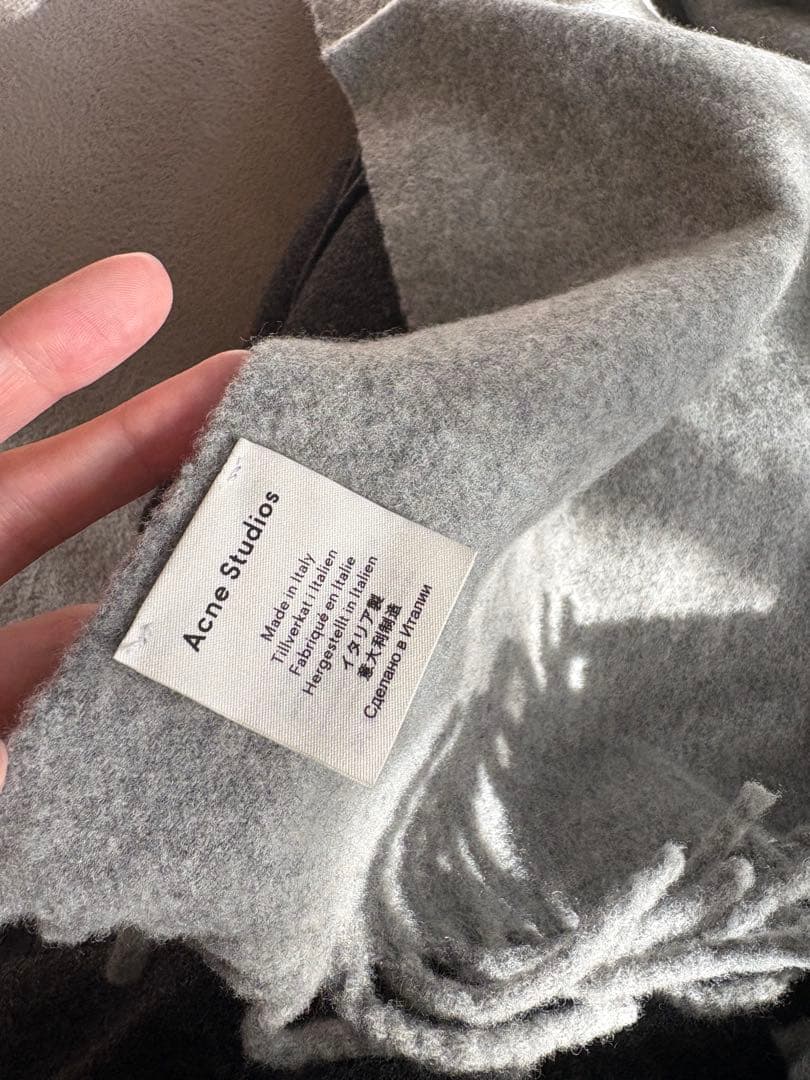 Acne Studios
Made in Italy
Tillverkat i Italien
Fabriqué en Italie
Hergestellt in Italien
イタリア製
意大利制造
Сделано в Италии